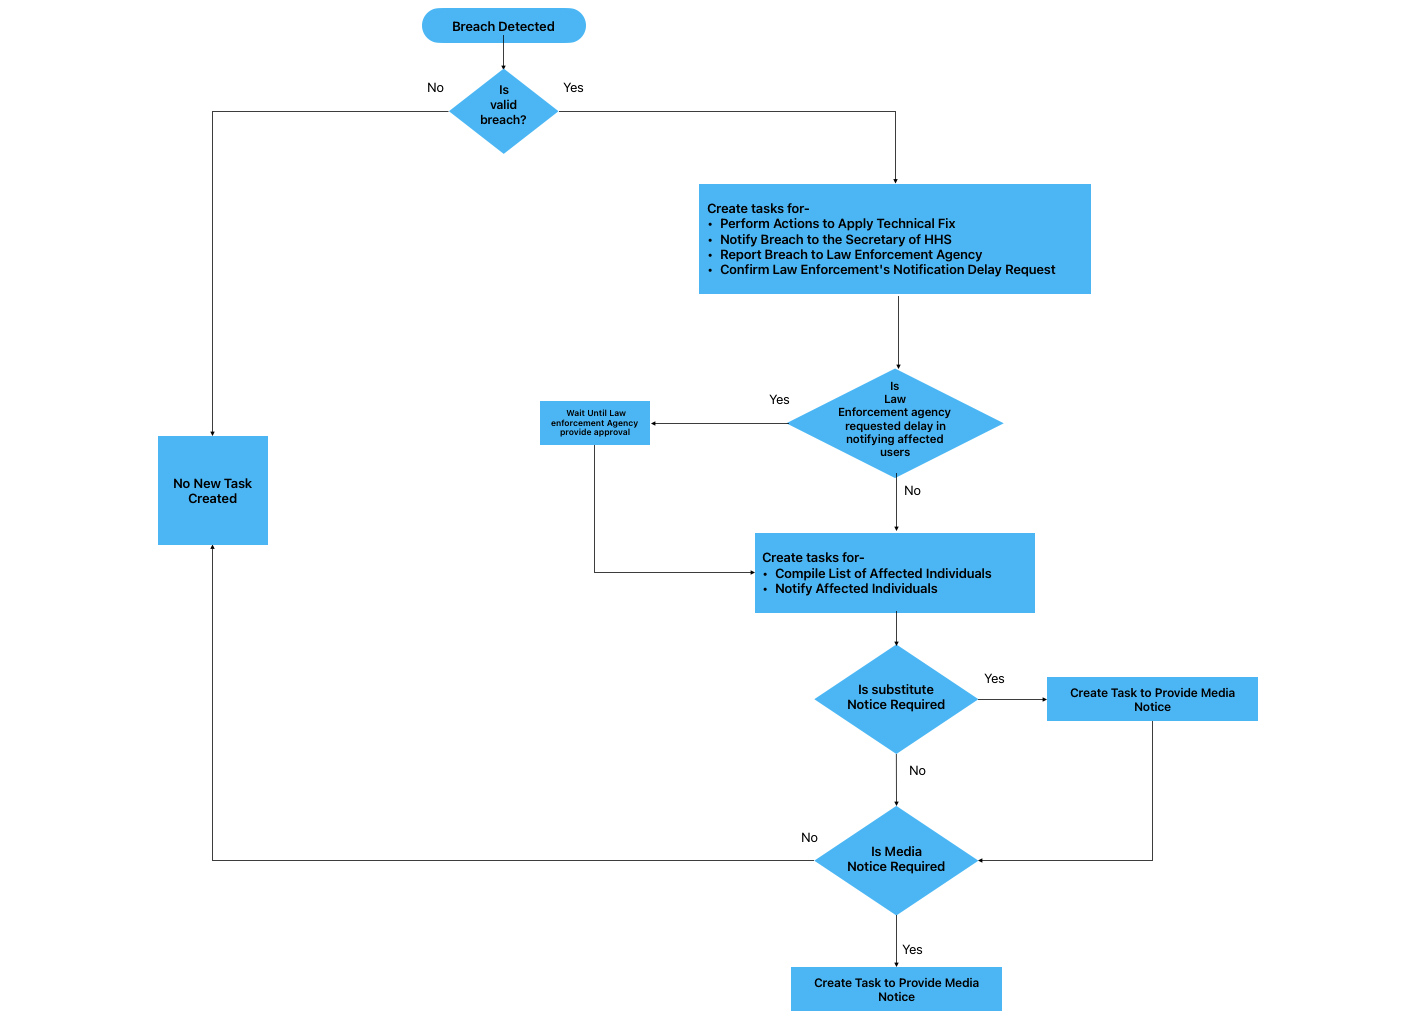 Breach Detected
No
Yes
Is
valid
breach?
Create tasks for-
• Perform Actions to Apply Technical Fix
• Notify Breach to the Secretary of HHS
• Report Breach to Law Enforcement Agency
• Confirm Law Enforcement's Notification Delay Request
Is
Law
Enforcement agency
requested delay in
notifying affected
users
Yes
Wait Until Law
enforcement Agency
provide approval
No New Task
Created
No
Create tasks for-
• Compile List of Affected Individuals
• Notify Affected Individuals
Is substitute
Notice Required
Yes
Create Task to Provide Media
Notice
No
No
Is Media
Notice Required
Yes
Create Task to Provide Media
Notice